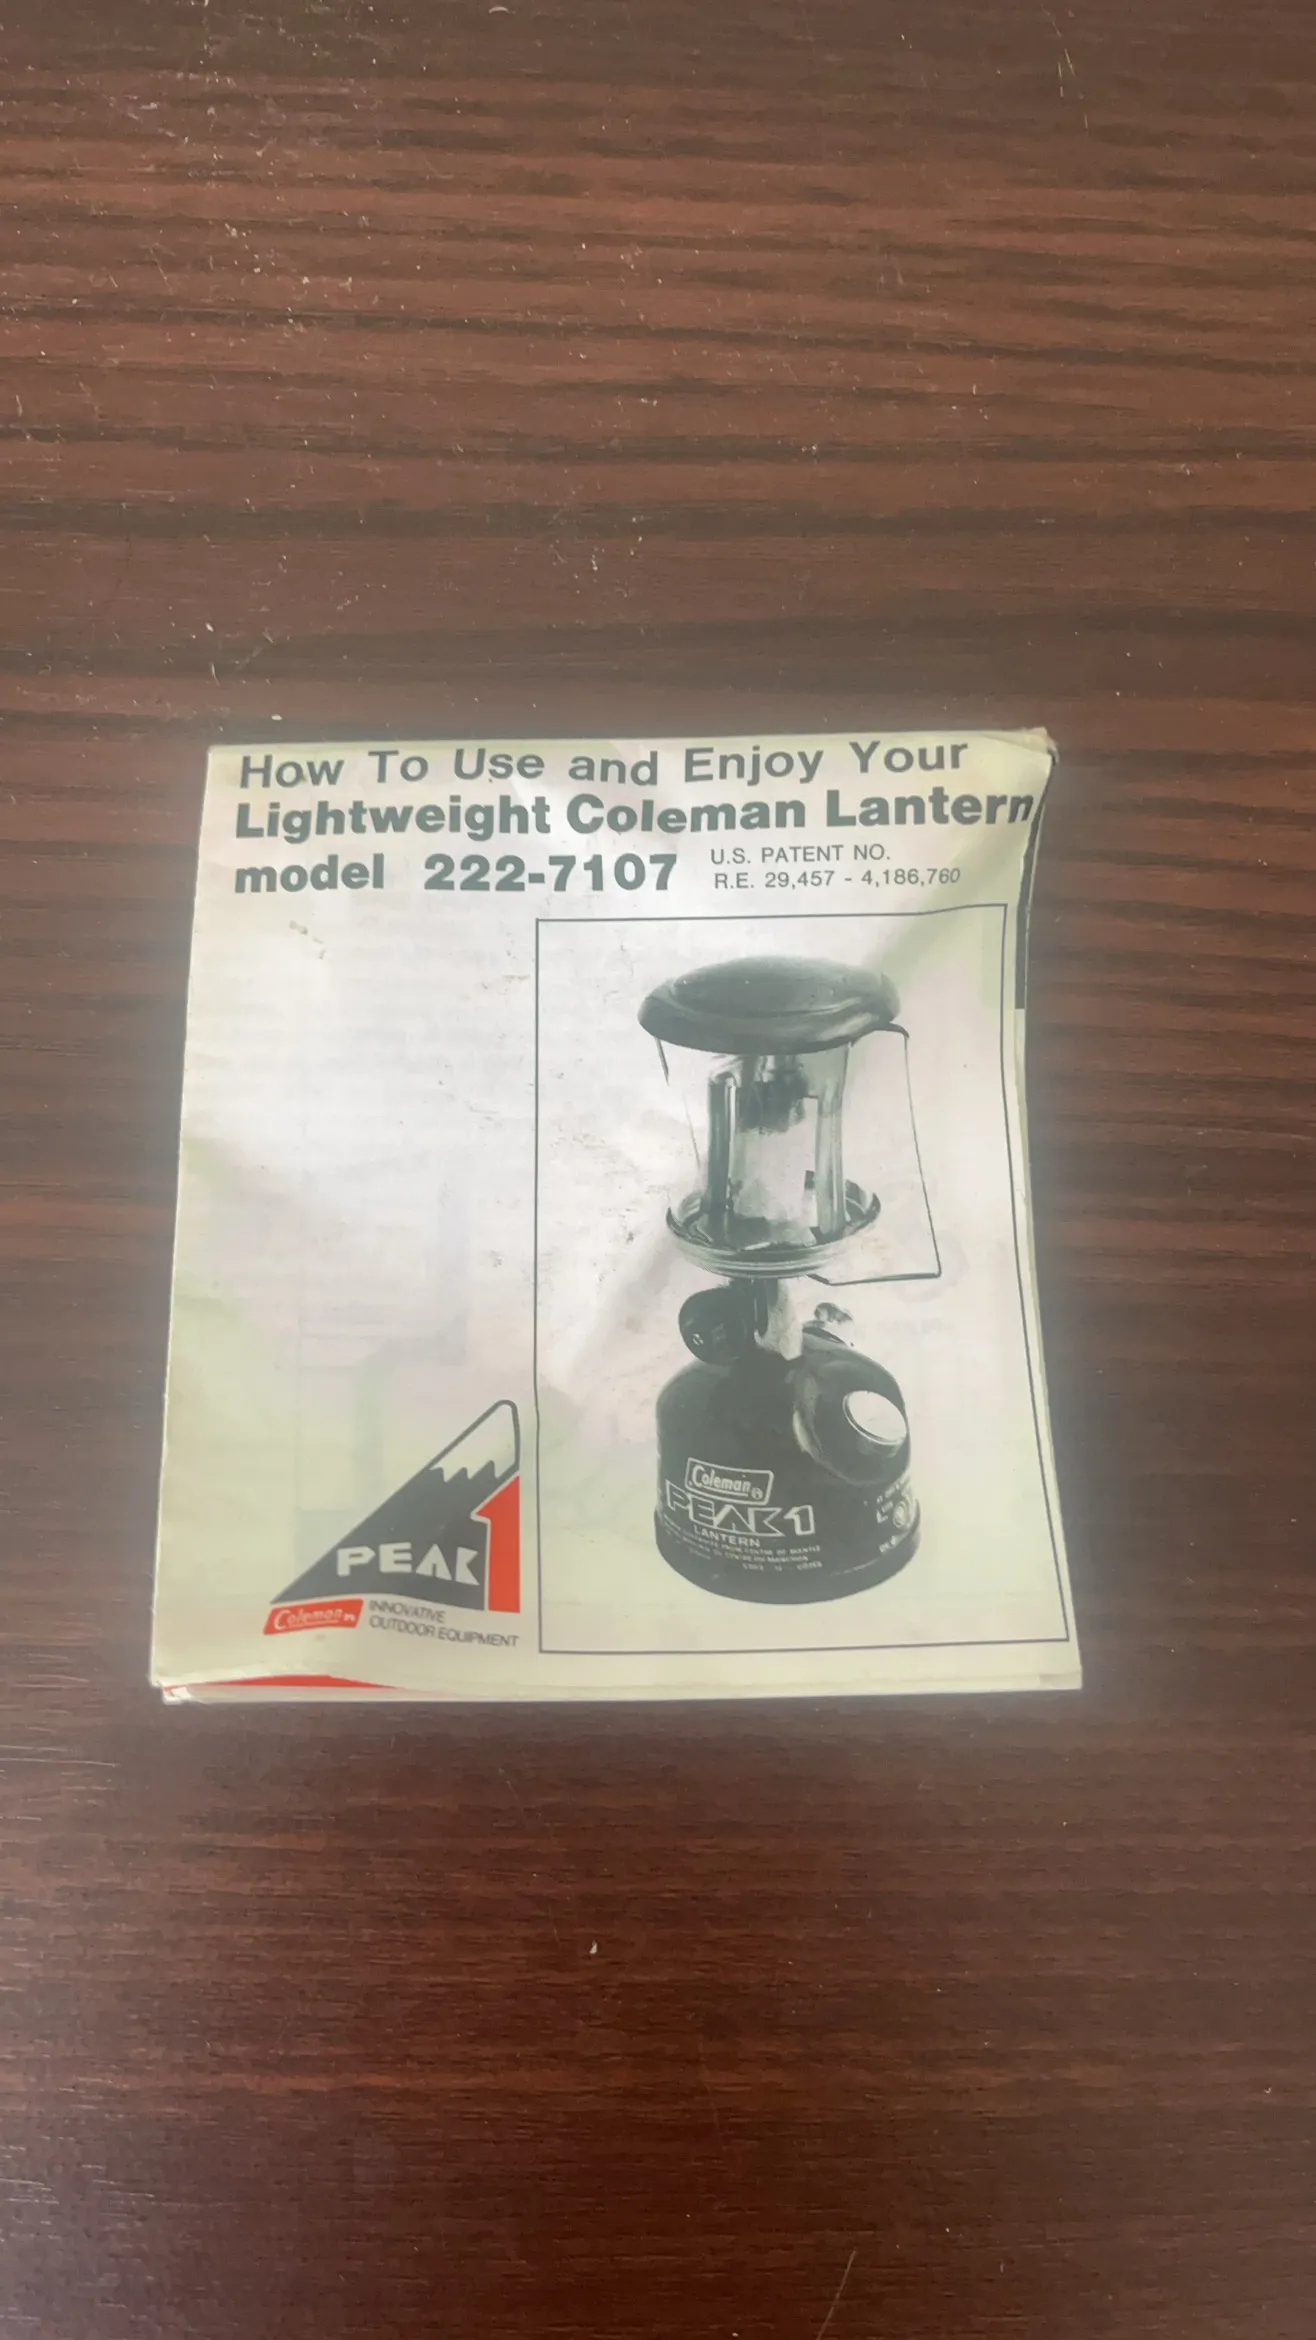 How To Use and Enjoy Your
Lightweight Coleman Lantern
model 222-7107
U.S. PATENT NO.
R.E. 29,457 - 4,186,760
Coleman
PEAK 1
LANTERN
PEAK 1
Coleman
INNOVATIVE
OUTDOOR EQUIPMENT